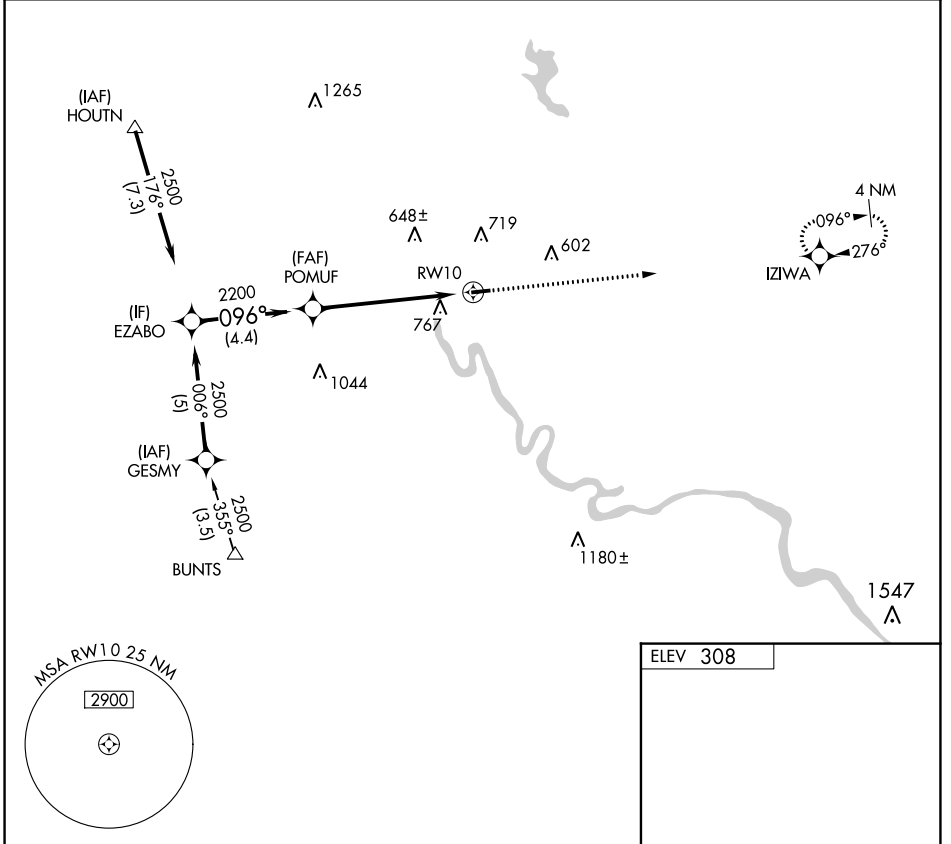 (IAF)
HOUTN
1265
2500
176°
(7.3)
4 NM
096°
276°
IZIWA
648±
719
602
(FAF)
POMUF
RW10
(IF)
EZABO
2200
096°
(4.4)
767
1044
2500
006°
(5)
(IAF)
GESMY
2500
355°
(3.5)
BUNTS
1180±
1547
MSA RW10 25 NM
2900
ELEV 308